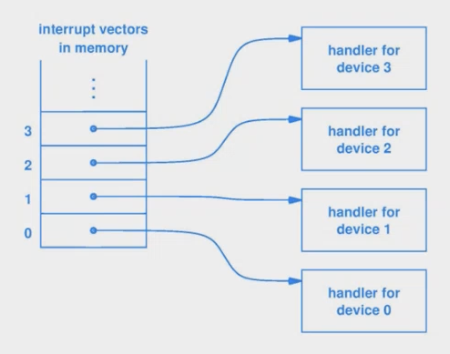 interrupt vectors
in memory
3
2
1
0
handler for
device 3
handler for
device 2
handler for
device 1
handler for
device 0